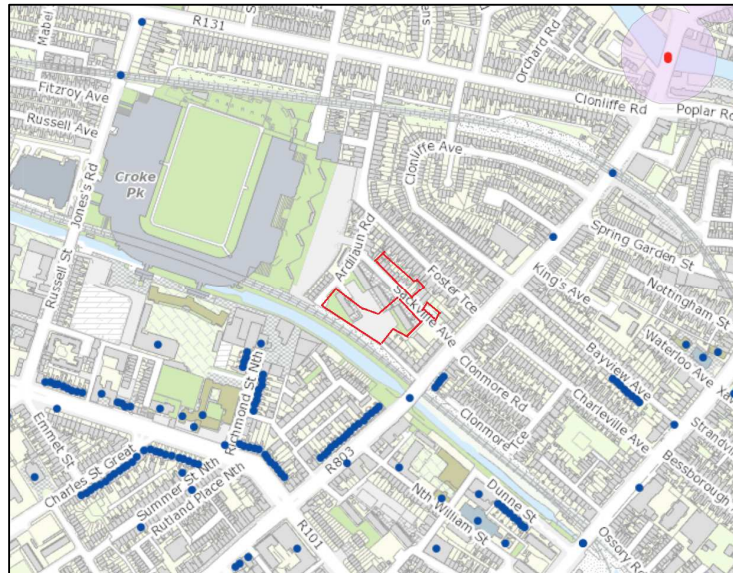 Mabel
R131
Orchard Rd
Fitzroy Ave
Russell Ave
Clonliffe Rd
Poplar Ro
Croke
Pk
Jones's Rd
Clonliffe Ave
Russell St
Ardilaun Rd
Foster Tce
Spring Garden St
Sackville Ave
King's Ave
Nottingham St
Waterloo Ave
Bayview Ave
Xav
Richmond St Nth
Clonmore Rd
Clonmore Tce
Charleville Ave
Strandvi
Emmet St
Charles St Great
Summer St Nth
Rutland Place Nth
R803
Bessborough
Dunne St
Nth William St
R101
Ossory Ro